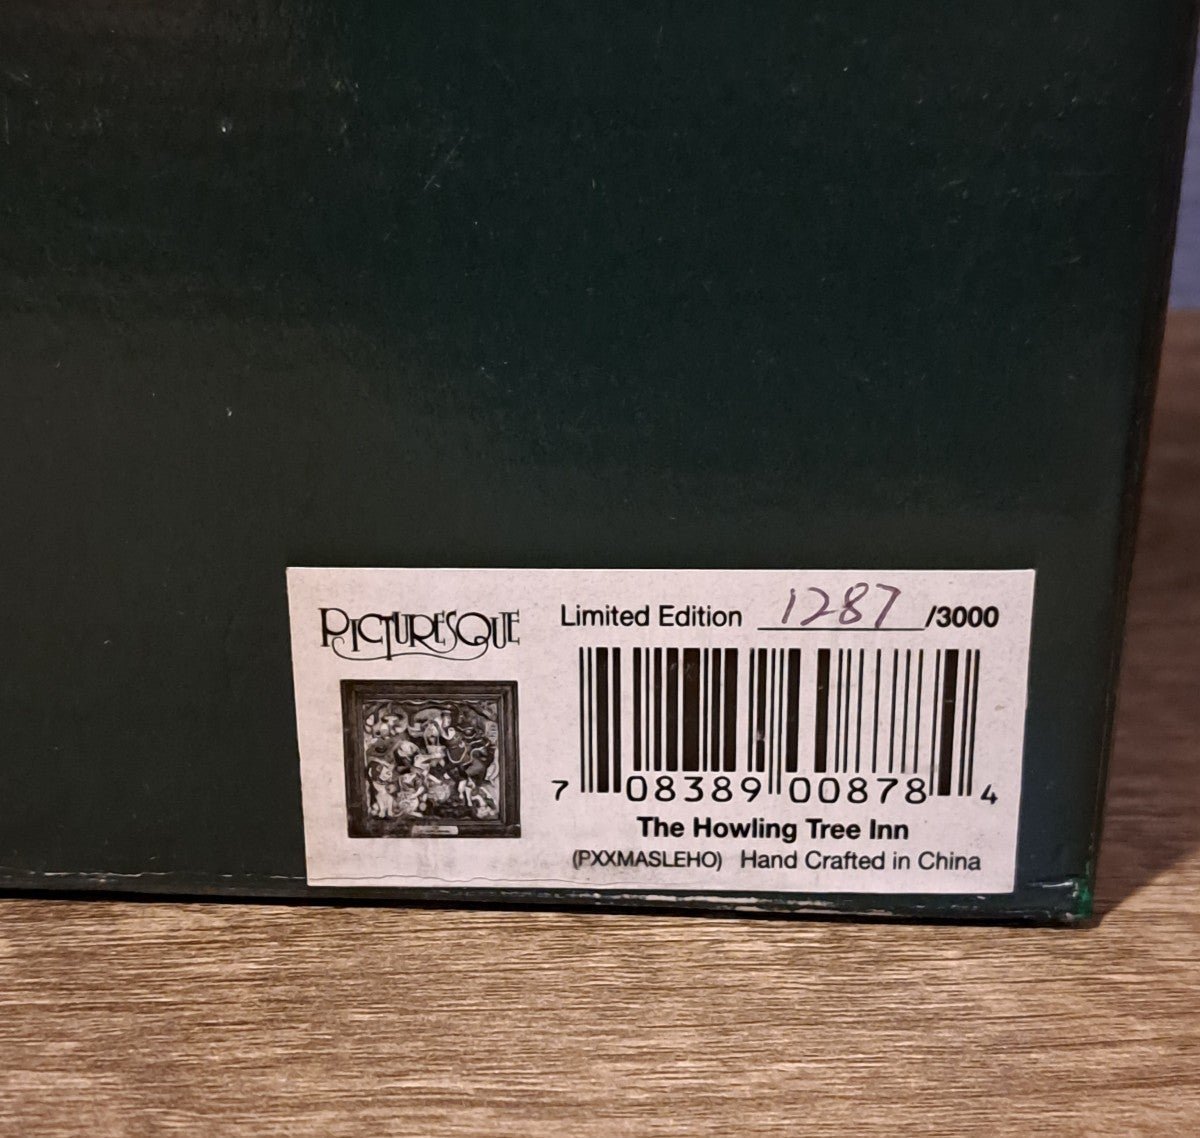 PICTURESQUE
Limited Edition 1287 /3000
7 08389 00878 4
The Howling Tree Inn
(PXXMASLEHO) Hand Crafted in China